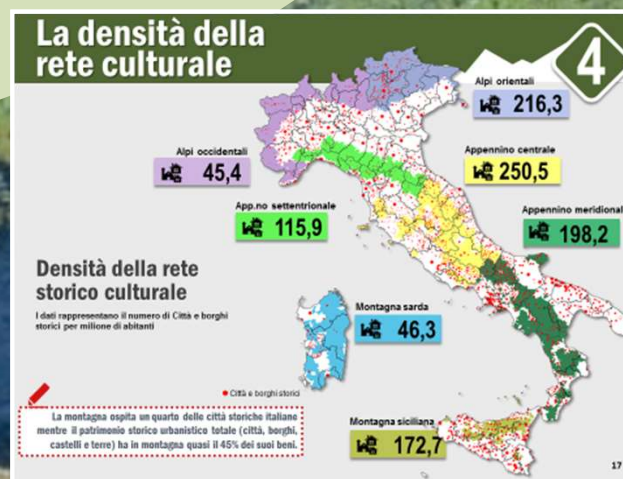 La densità della
rete culturale
4
Alpi orientali
216,3
Alpi occidentali
45,4
Appennino centrale
250,5
App.no settentrionale
115,9
Appennino meridional
198,2
Densità della rete
storico culturale
I dati rappresentano il numero di Città e borghi
storici per milione di abitanti
Montagna sarda
46,3
Città e borghi storici
La montagna ospita un quarto delle città storiche italiane
mentre il patrimonio storico urbanistico totale (città, borghi,
castelli e terre) ha in montagna quasi il 45% dei suoi beni.
Montagna siciliana
172,7
17